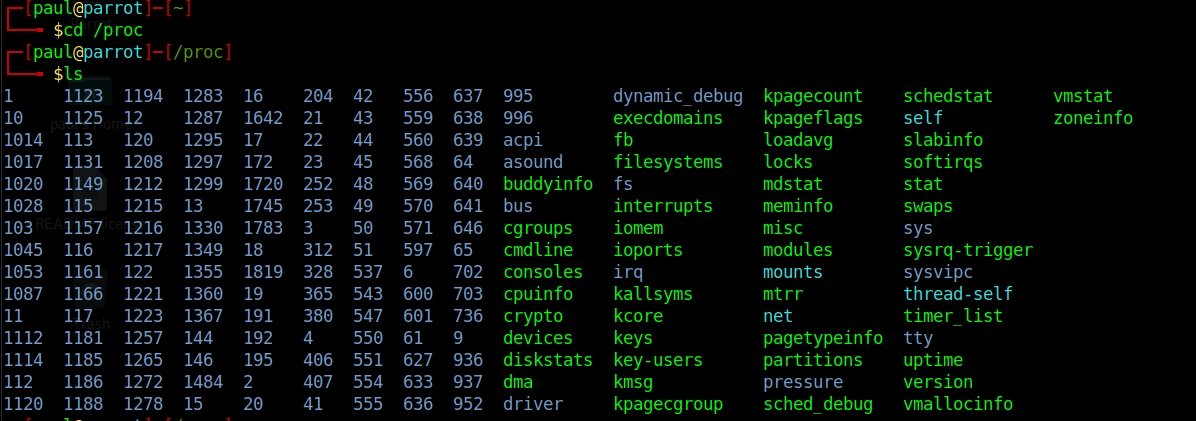 ┌─[paul@parrot]─[~]
└──╼ $cd /proc
┌─[paul@parrot]─[/proc]
└──╼ $ls
1 1123 1194 1283 16 204 42 556 637 995 dynamic_debug kpagecount schedstat vmstat
10 1125 12 1287 1642 21 43 559 638 996 execdomains kpageflags self zoneinfo
1014 113 120 1295 17 22 44 560 639 acpi fb loadavg slabinfo
1017 1131 1208 1297 172 23 45 568 64 asound filesystems locks softirqs
1020 1149 1212 1299 1720 252 48 569 640 buddyinfo fs mdstat stat
1028 115 1215 13 1745 253 49 570 641 bus interrupts meminfo swaps
103 1157 1216 1330 1783 3 50 571 646 cgroups iomem misc sys
1045 116 1217 1349 18 312 51 597 65 cmdline ioports modules sysrq-trigger
1053 1161 122 1355 1819 328 537 6 702 consoles irq mounts sysvipc
1087 1166 1221 1360 19 365 543 600 703 cpuinfo kallsyms mtrr thread-self
11 117 1223 1367 191 380 547 601 736 crypto kcore net timer_list
1112 1181 1257 144 192 4 550 61 9 devices keys pagetypeinfo tty
1114 1185 1265 146 195 406 551 627 936 diskstats key-users partitions uptime
112 1186 1272 1484 2 407 554 633 937 dma kmsg pressure version
1120 1188 1278 15 20 41 555 636 952 driver kpagecgroup sched_debug vmallocinfo